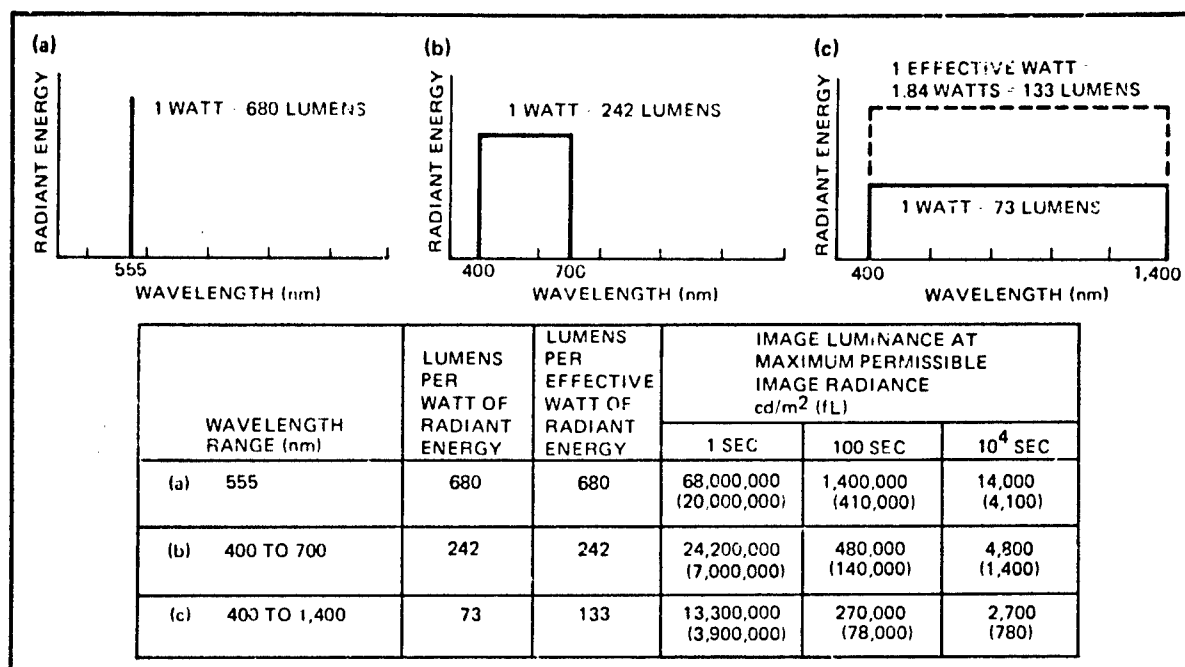 (a)
RADIANT ENERGY
1 WATT - 680 LUMENS
555
WAVELENGTH (nm)
(b)
RADIANT ENERGY
1 WATT - 242 LUMENS
400 700
WAVELENGTH (nm)
(c)
RADIANT ENERGY
1 EFFECTIVE WATT -
1.84 WATTS = 133 LUMENS
1 WATT - 73 LUMENS
400 1,400
WAVELENGTH (nm)
WAVELENGTH
RANGE (nm)
LUMENS
PER
WATT OF
RADIANT
ENERGY
LUMENS
PER
EFFECTIVE
WATT OF
RADIANT
ENERGY
IMAGE LUMINANCE AT
MAXIMUM PERMISSIBLE
IMAGE RADIANCE
cd/m² (fL)
1 SEC 100 SEC 10⁴ SEC
(a) 555 680 680 68,000,000 1,400,000 14,000
(20,000,000) (410,000) (4,100)
(b) 400 TO 700 242 242 24,200,000 480,000 4,800
(7,000,000) (140,000) (1,400)
(c) 400 TO 1,400 73 133 13,300,000 270,000 2,700
(3,900,000) (78,000) (780)